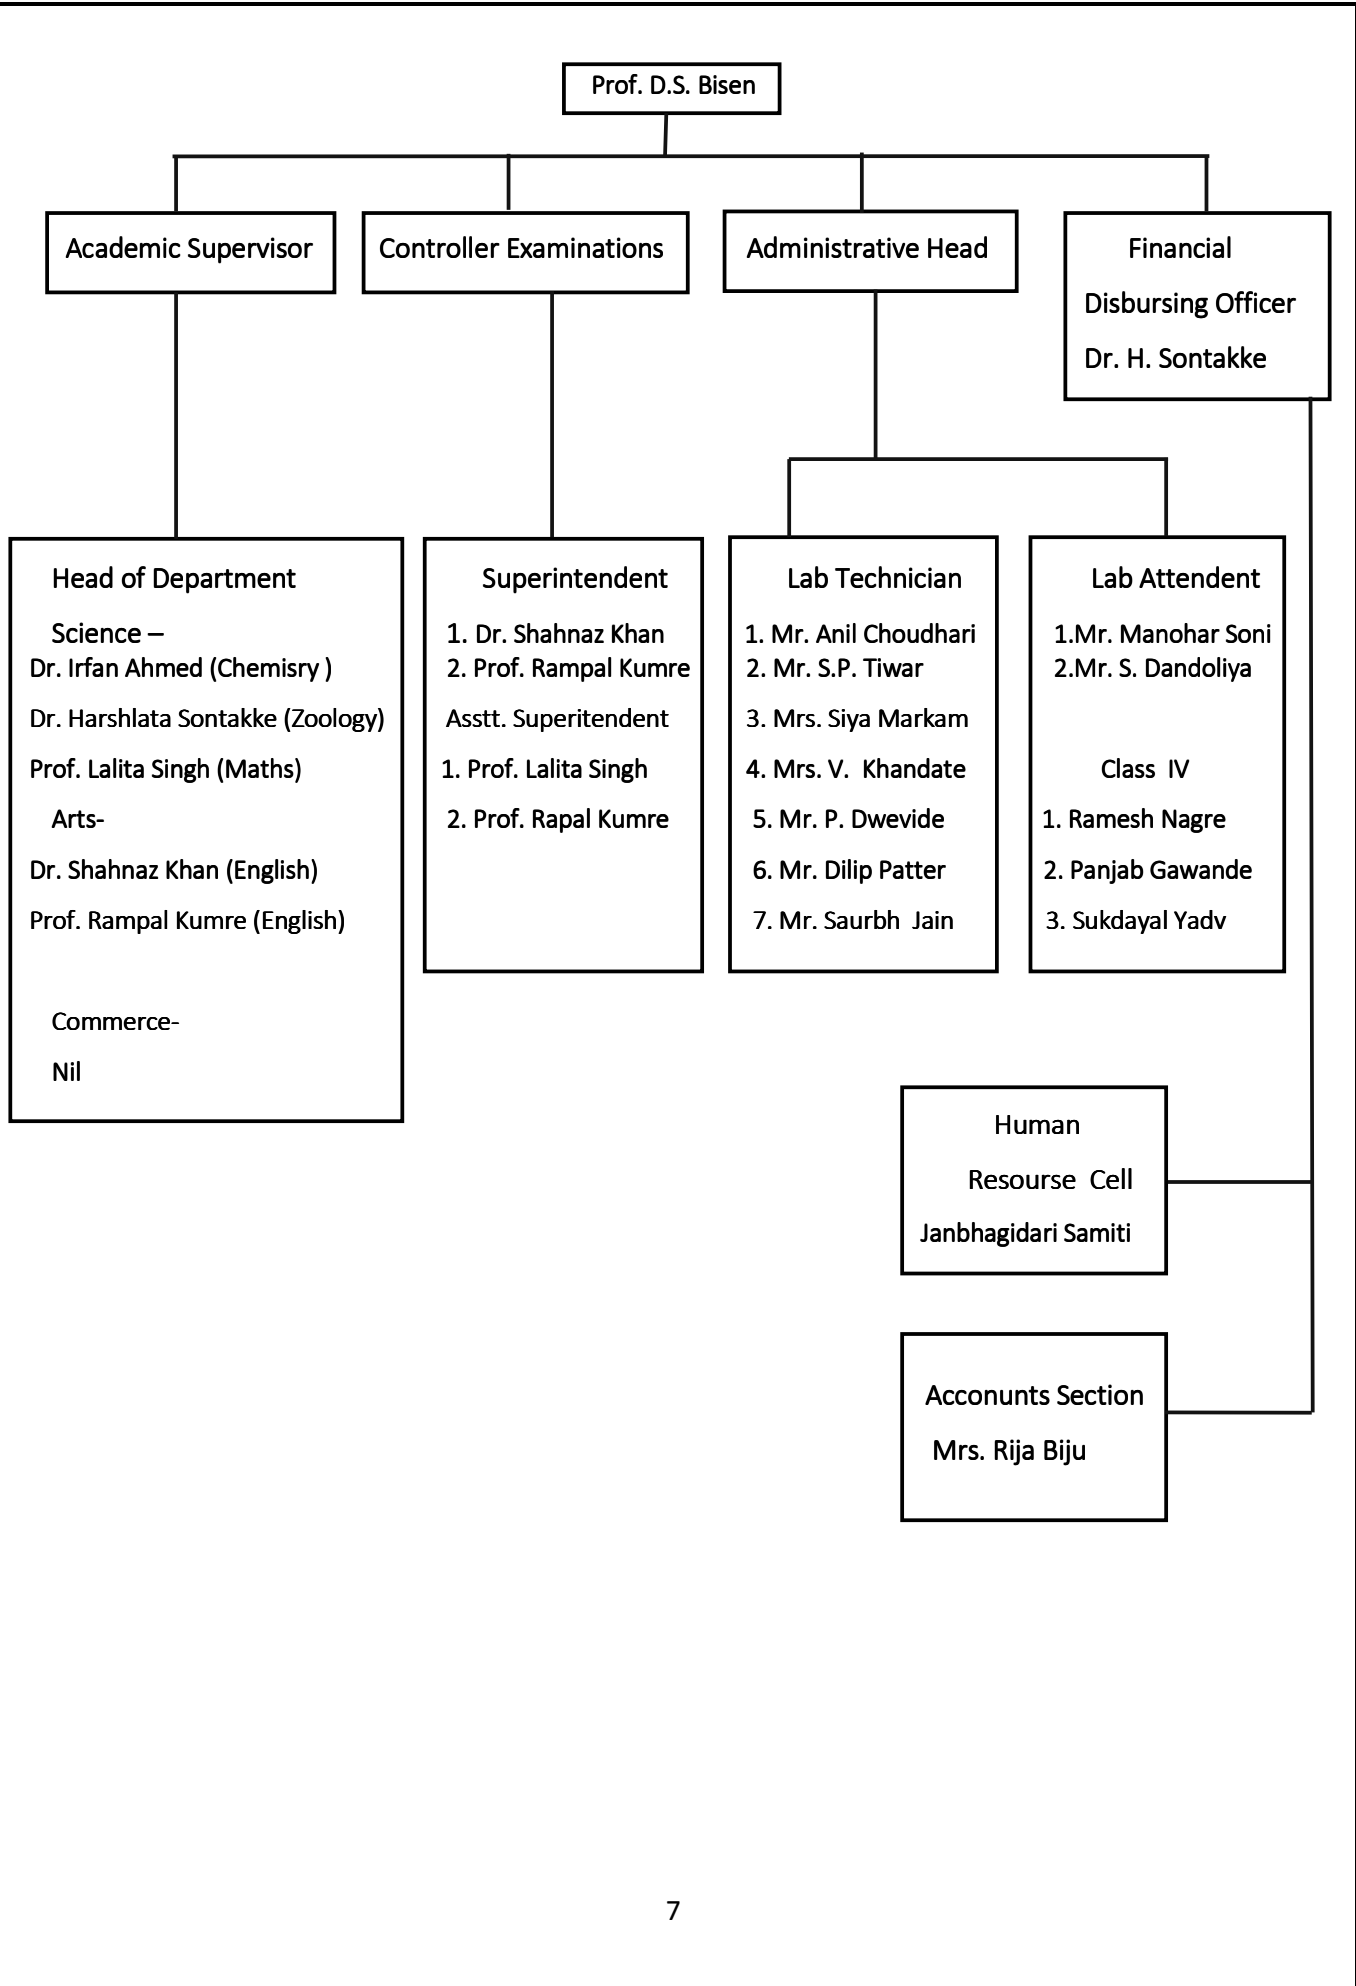 Prof. D.S. Bisen
Academic Supervisor
Controller Examinations
Administrative Head
Financial
Disbursing Officer
Dr. H. Sontakke
Head of Department
Science –
Dr. Irfan Ahmed (Chemisry )
Dr. Harshlata Sontakke (Zoology)
Prof. Lalita Singh (Maths)
Arts-
Dr. Shahnaz Khan (English)
Prof. Rampal Kumre (English)
Commerce-
Nil
Superintendent
1. Dr. Shahnaz Khan
2. Prof. Rampal Kumre
Asstt. Superitendent
1. Prof. Lalita Singh
2. Prof. Rapal Kumre
Lab Technician
1. Mr. Anil Choudhari
2. Mr. S.P. Tiwar
3. Mrs. Siya Markam
4. Mrs. V. Khandate
5. Mr. P. Dwevide
6. Mr. Dilip Patter
7. Mr. Saurbh Jain
Lab Attendent
1.Mr. Manohar Soni
2.Mr. S. Dandoliya
Class IV
1. Ramesh Nagre
2. Panjab Gawande
3. Sukdayal Yadv
Human
Resourse Cell
Janbhagidari Samiti
Acconunts Section
Mrs. Rija Biju
7